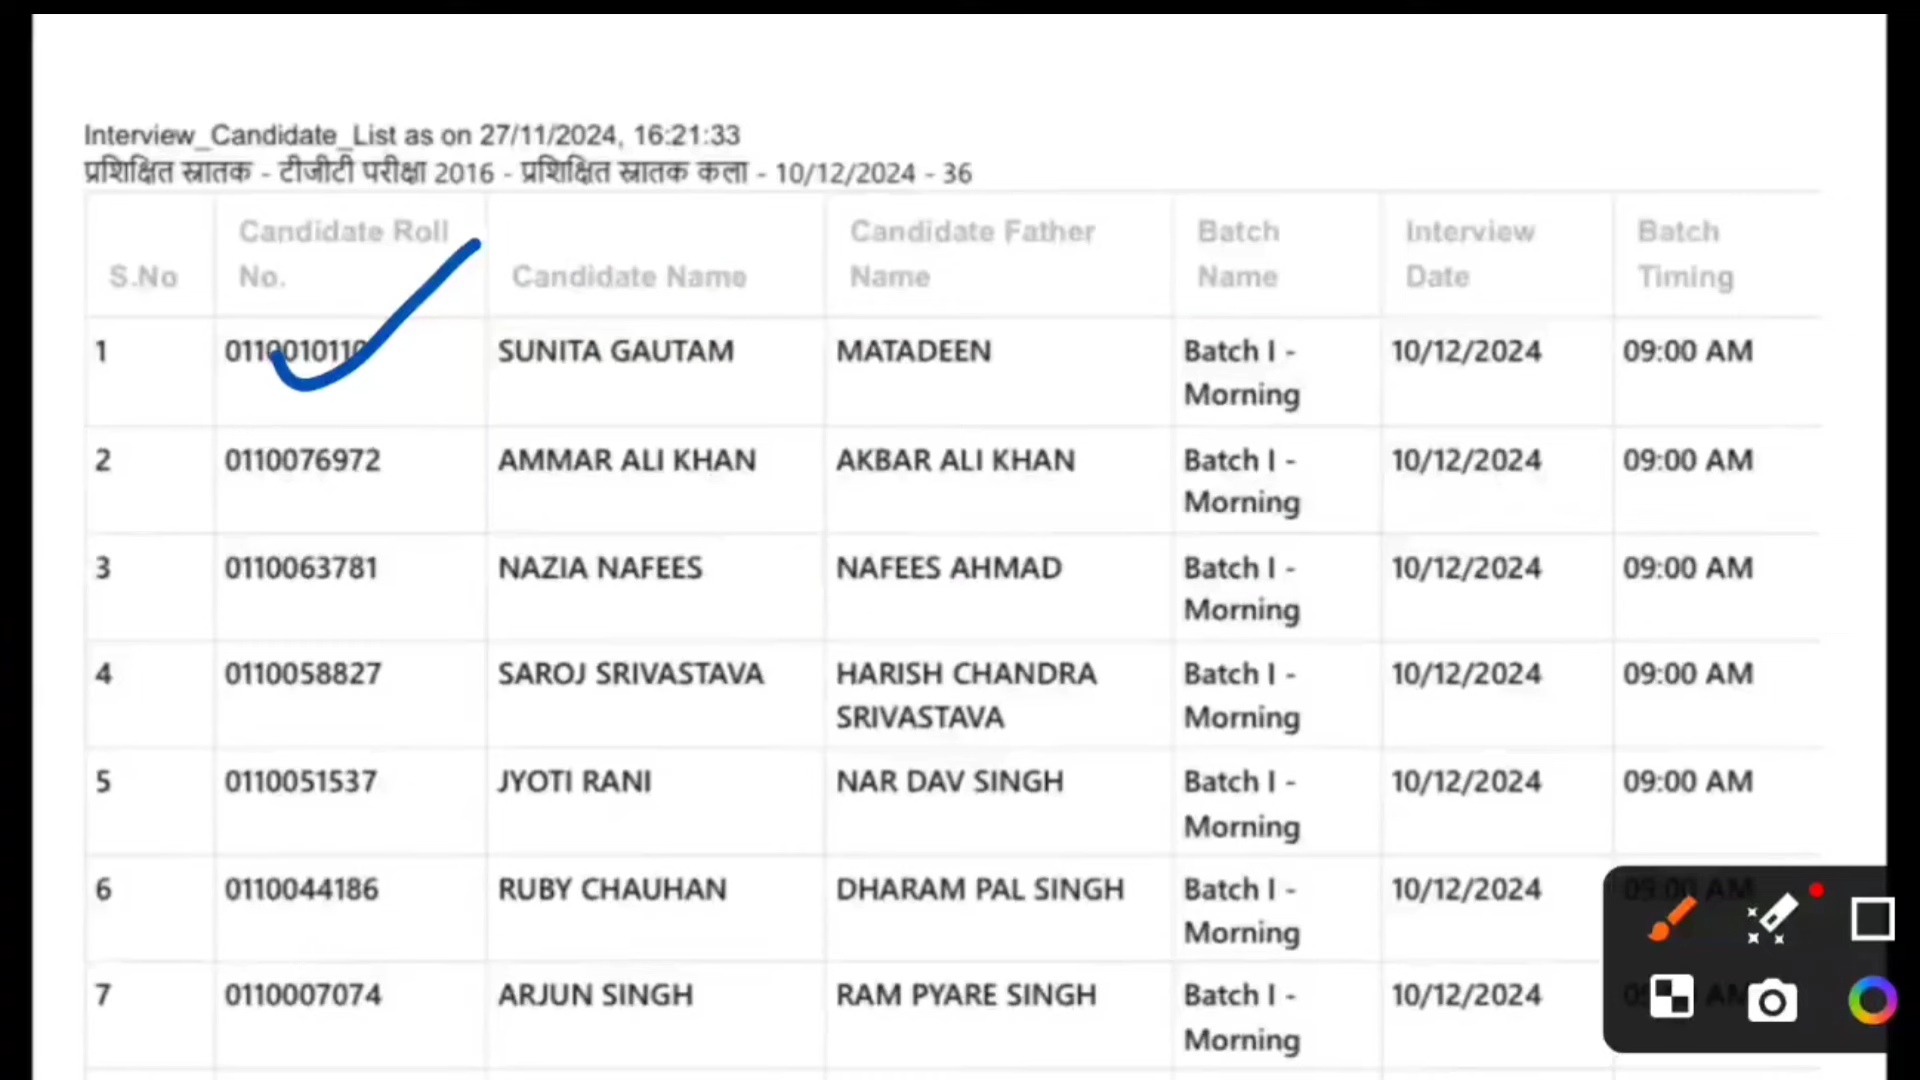 Interview_Candidate_List as on 27/11/2024, 16:21:33
प्रशिक्षित स्नातक - टीजीटी परीक्षा 2016 - प्रशिक्षित स्नातक कला - 10/12/2024 - 36
S.No Candidate Roll No. Candidate Name Candidate Father Name Batch Name Interview Date Batch Timing
1 SUNITA GAUTAM MATADEEN Batch I - 10/12/2024 09:00 AM
Morning
2 0110076972 AMMAR ALI KHAN AKBAR ALI KHAN Batch I - 10/12/2024 09:00 AM
Morning
3 0110063781 NAZIA NAFEES NAFEES AHMAD Batch I - 10/12/2024 09:00 AM
Morning
4 0110058827 SAROJ SRIVASTAVA HARISH CHANDRA Batch I - 10/12/2024 09:00 AM
SRIVASTAVA Morning
5 0110051537 JYOTI RANI NAR DAV SINGH Batch I - 10/12/2024 09:00 AM
Morning
6 0110044186 RUBY CHAUHAN DHARAM PAL SINGH Batch I - 10/12/2024 09:00 AM
Morning
7 0110007074 ARJUN SINGH RAM PYARE SINGH Batch I - 10/12/2024
Morning